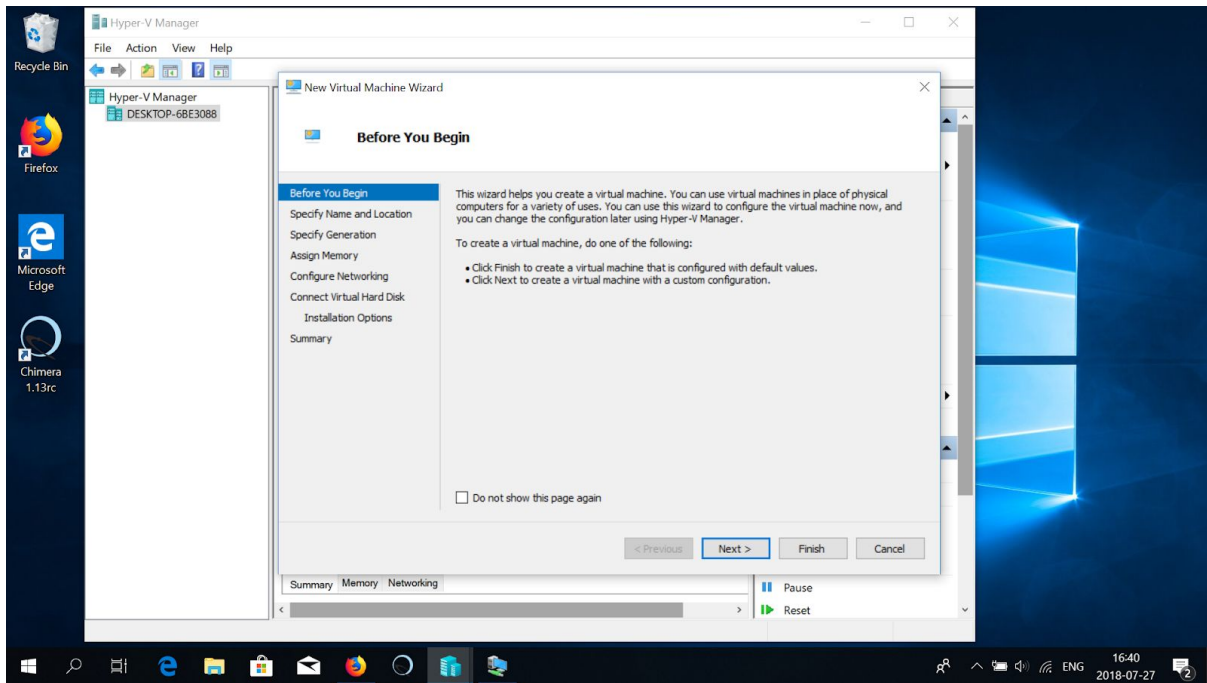 Recycle Bin
Firefox
Microsoft
Edge
Chimera
1.13rc
Hyper-V Manager
File Action View Help
Hyper-V Manager
DESKTOP-6BE3088
New Virtual Machine Wizard
Before You Begin
Before You Begin
Specify Name and Location
Specify Generation
Assign Memory
Configure Networking
Connect Virtual Hard Disk
Installation Options
Summary
This wizard helps you create a virtual machine. You can use virtual machines in place of physical
computers for a variety of uses. You can use this wizard to configure the virtual machine now, and
you can change the configuration later using Hyper-V Manager.
To create a virtual machine, do one of the following:
• Click Finish to create a virtual machine that is configured with default values.
• Click Next to create a virtual machine with a custom configuration.
Do not show this page again
< Previous Next > Finish Cancel
Summary Memory Networking
Pause
Reset
ENG
16:40
2018-07-27
2